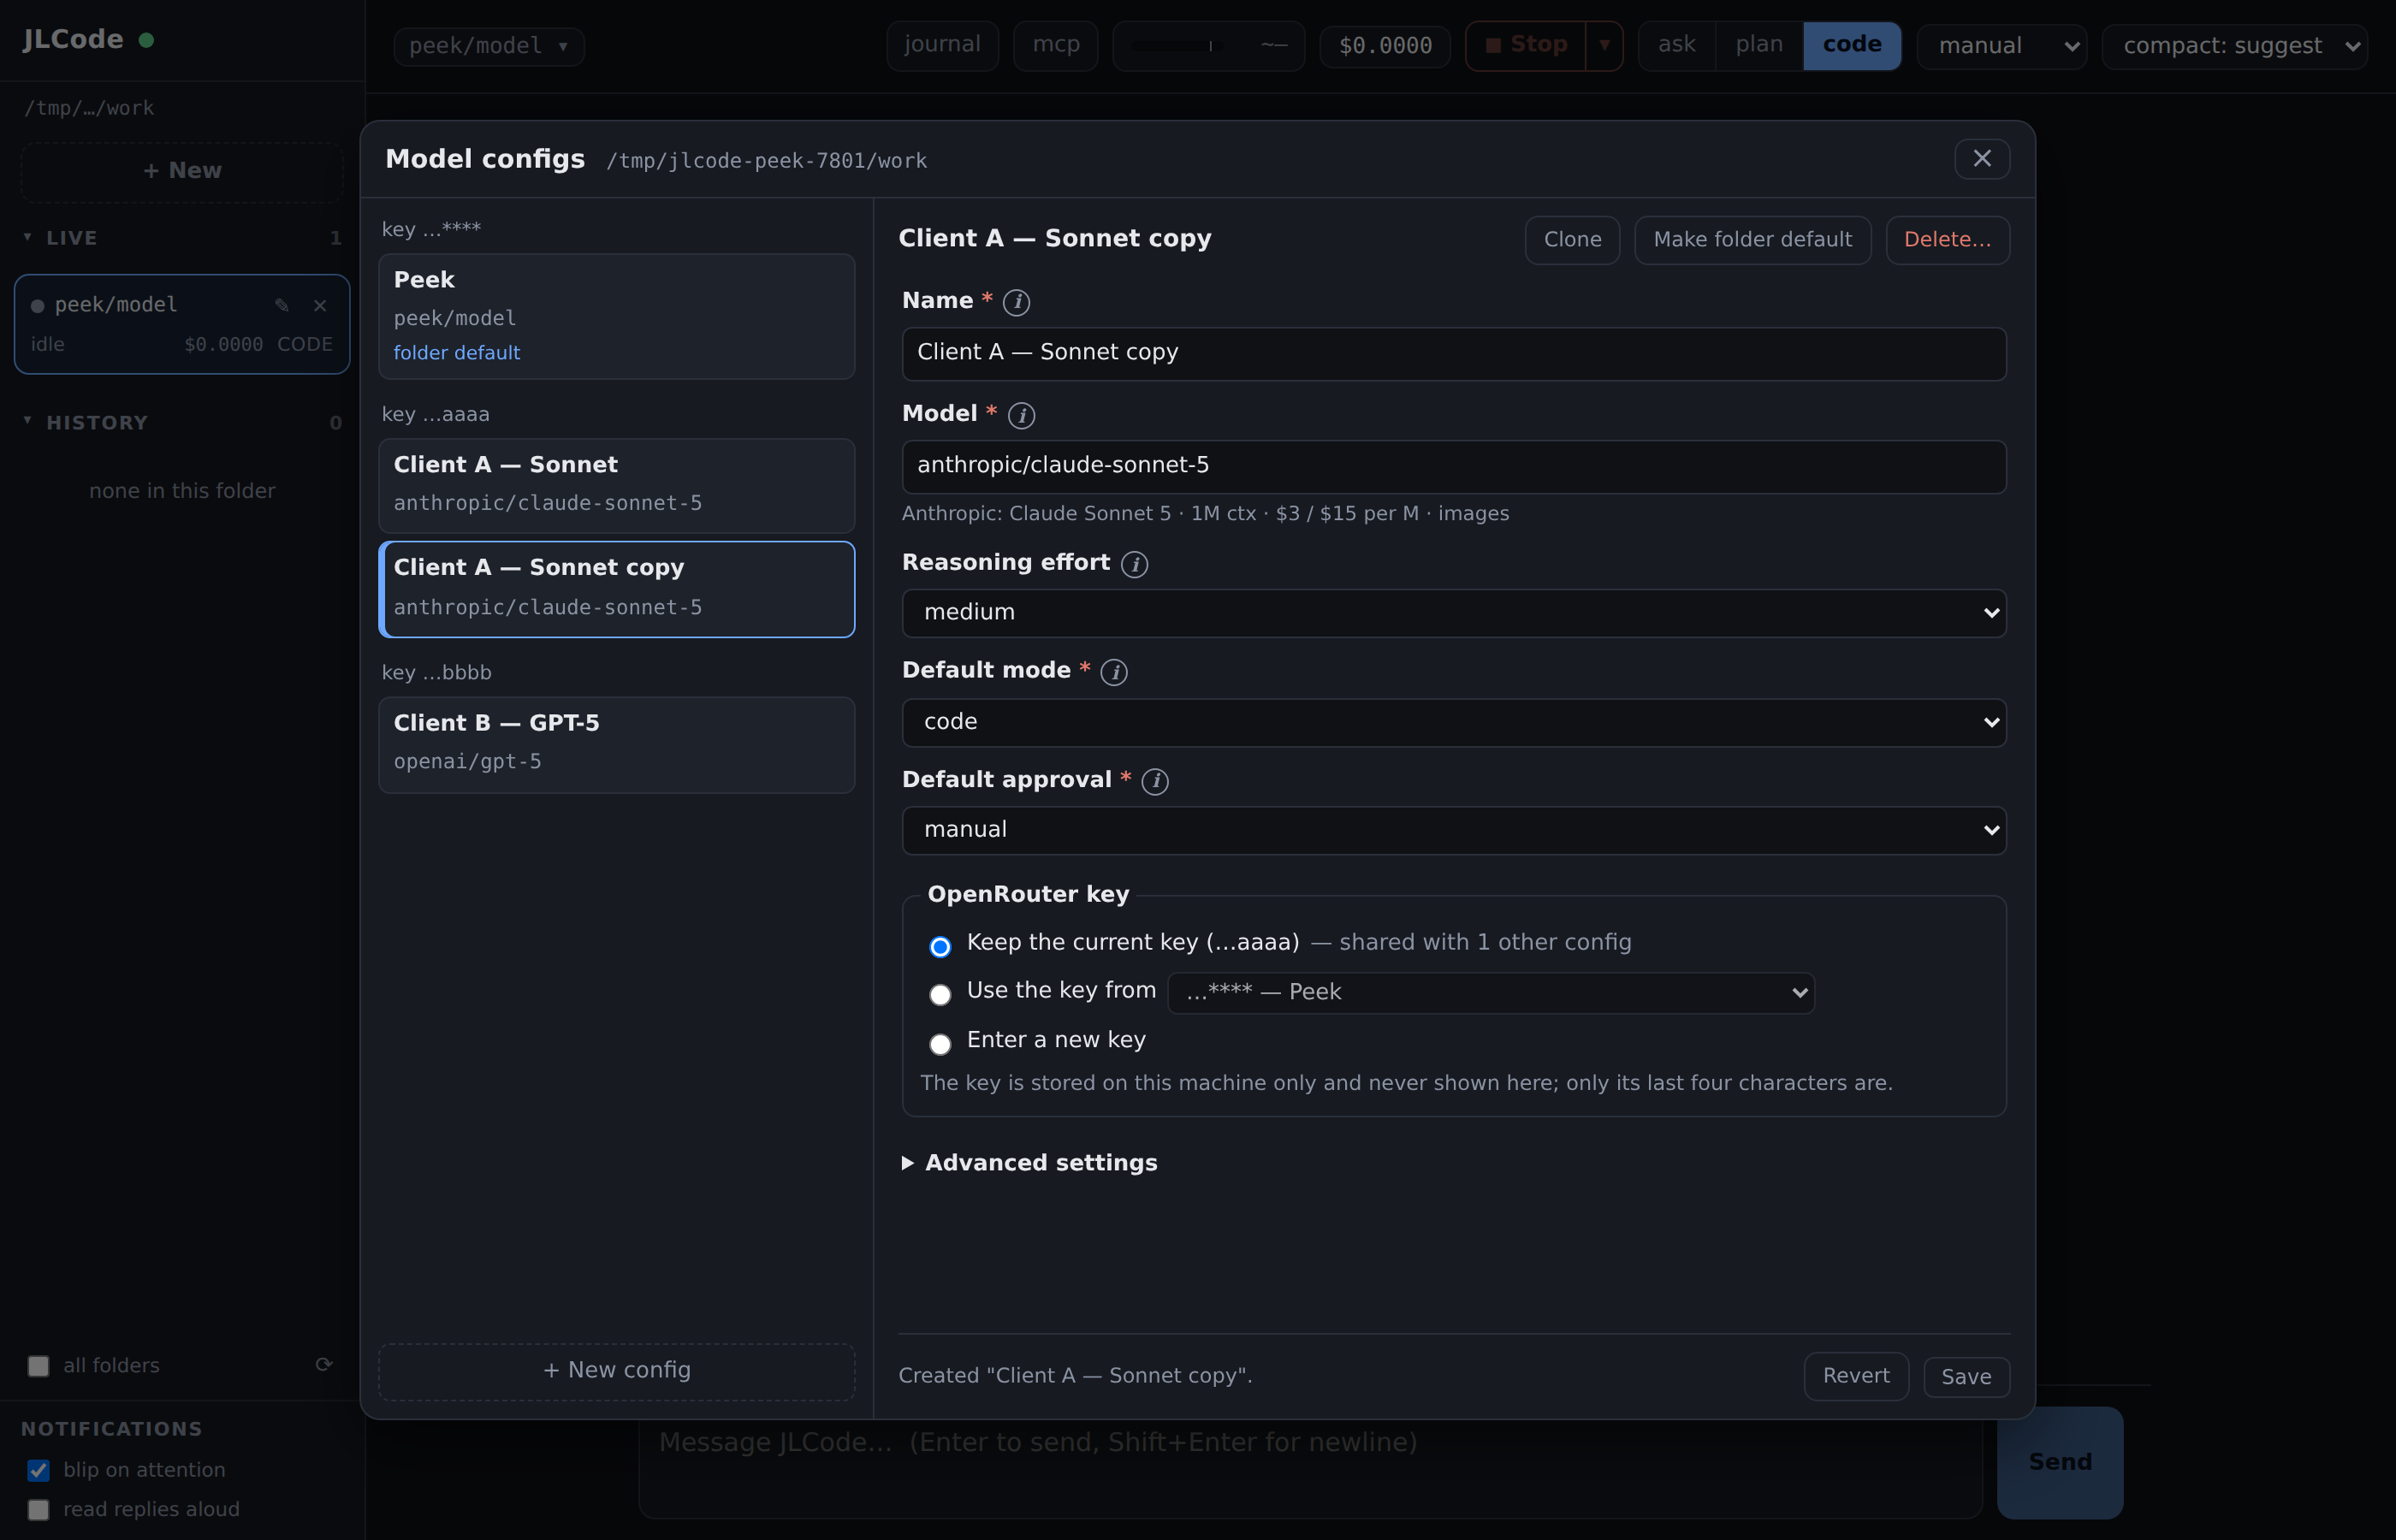 JLCode
peek/model ▾
journal
mcp
~—
$0.0000
■ Stop
▾
ask
plan
code
manual
compact: suggest
/tmp/…/work
+ New
▾ LIVE 1
peek/model ✎ ✕
idle $0.0000 CODE
▾ HISTORY 0
none in this folder
all folders ⟳
NOTIFICATIONS
blip on attention
read replies aloud
Model configs /tmp/jlcode-peek-7801/work
✕
key …****
Peek
peek/model
folder default
key …aaaa
Client A — Sonnet
anthropic/claude-sonnet-5
Client A — Sonnet copy
anthropic/claude-sonnet-5
key …bbbb
Client B — GPT-5
openai/gpt-5
+ New config
Client A — Sonnet copy
Clone
Make folder default
Delete…
Name * i
Client A — Sonnet copy
Model * i
anthropic/claude-sonnet-5
Anthropic: Claude Sonnet 5 · 1M ctx · $3 / $15 per M · images
Reasoning effort i
medium
Default mode * i
code
Default approval * i
manual
OpenRouter key
Keep the current key (…aaaa) — shared with 1 other config
Use the key from …**** — Peek
Enter a new key
The key is stored on this machine only and never shown here; only its last four characters are.
▶ Advanced settings
Created "Client A — Sonnet copy".
Revert
Save
Message JLCode… (Enter to send, Shift+Enter for newline)
Send